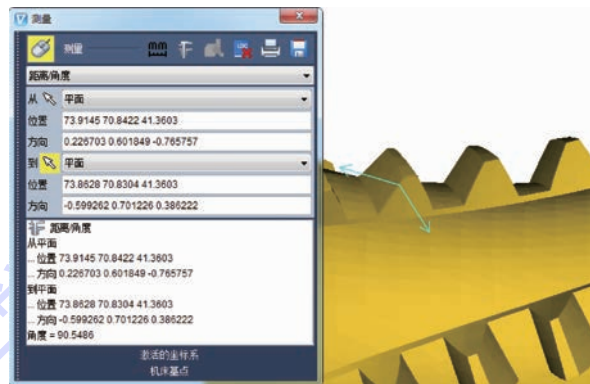 测量
测量
mm
LOG
距离/角度
从 平面
位置 73.9145 70.8422 41.3603
方向 0.226703 0.601849 -0.765757
到 平面
位置 73.8628 70.8304 41.3603
方向 -0.599262 0.701226 0.386222
距离/角度
从平面
... 位置 73.9145 70.8422 41.3603
... 方向 0.226703 0.601849 -0.765757
到平面
... 位置 73.8628 70.8304 41.3603
... 方向 -0.599262 0.701226 0.386222
角度 = 90.5486
激活的坐标系
机床基点